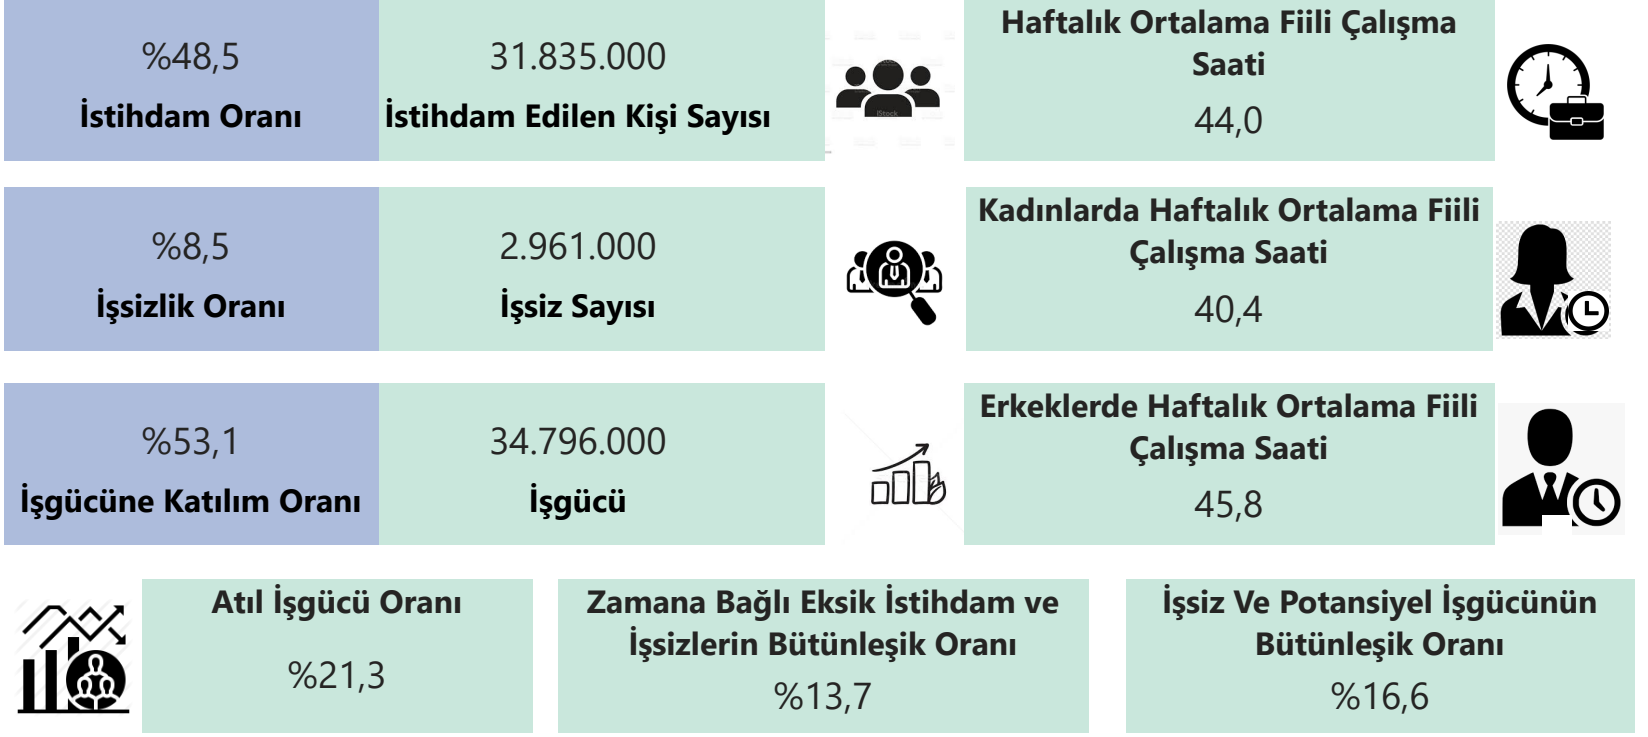 %48,5
İstihdam Oranı
31.835.000
İstihdam Edilen Kişi Sayısı
iStock
Haftalık Ortalama Fiili Çalışma
Saati
44,0
%8,5
İşsizlik Oranı
2.961.000
İşsiz Sayısı
Kadınlarda Haftalık Ortalama Fiili
Çalışma Saati
40,4
%53,1
İşgücüne Katılım Oranı
34.796.000
İşgücü
Erkeklerde Haftalık Ortalama Fiili
Çalışma Saati
45,8
Atıl İşgücü Oranı
%21,3
Zamana Bağlı Eksik İstihdam ve
İşsizlerin Bütünleşik Oranı
%13,7
İşsiz Ve Potansiyel İşgücünün
Bütünleşik Oranı
%16,6